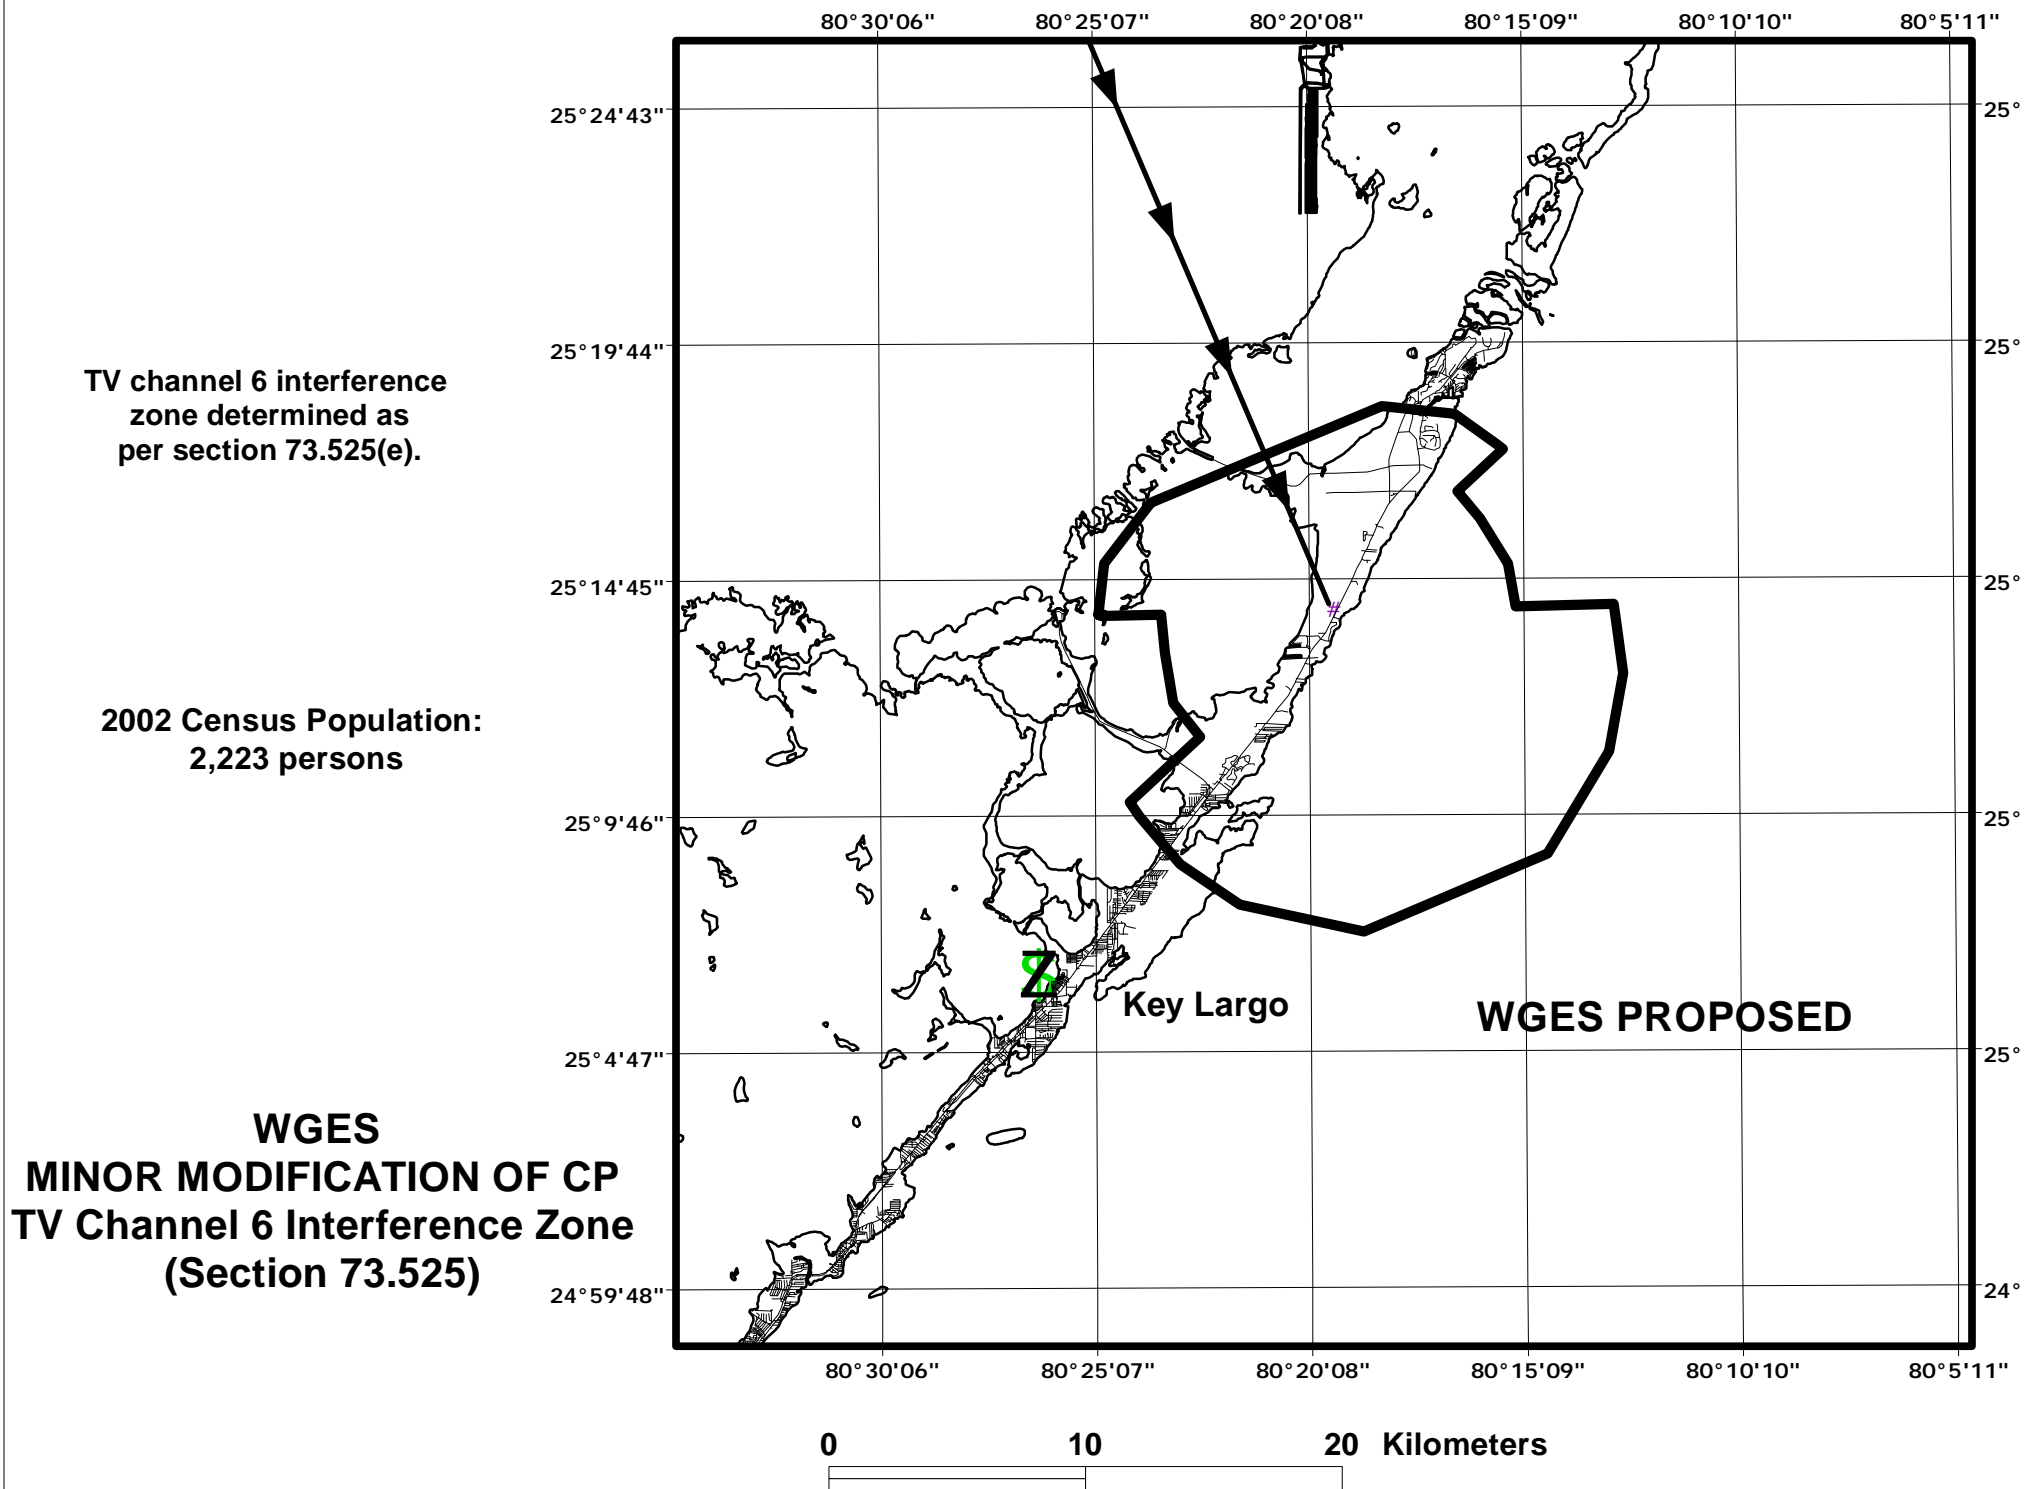 80°30'06" 80°25'07" 80°20'08" 80°15'09" 80°10'10" 80°5'11"
25°24'43" 25°
25°19'44" 25°
TV channel 6 interference
zone determined as
per section 73.525(e).
25°14'45" 25°
#
2002 Census Population:
2,223 persons
25°9'46" 25°
$
Z
Key Largo
WGES PROPOSED
25°4'47" 25°
WGES
MINOR MODIFICATION OF CP
TV Channel 6 Interference Zone
(Section 73.525)
24°59'48" 24°
80°30'06" 80°25'07" 80°20'08" 80°15'09" 80°10'10" 80°5'11"
0 10 20 Kilometers